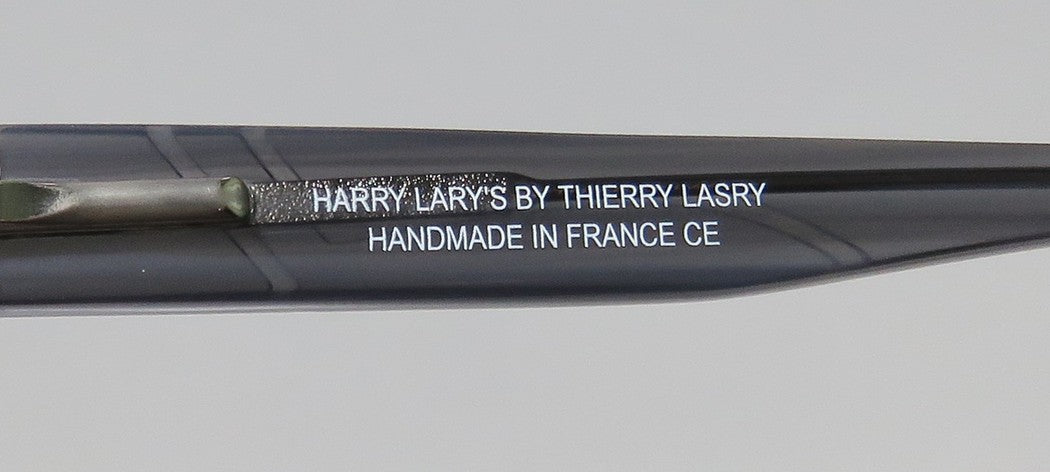 HARRY LARY'S BY THIERRY LASRY
HANDMADE IN FRANCE CE